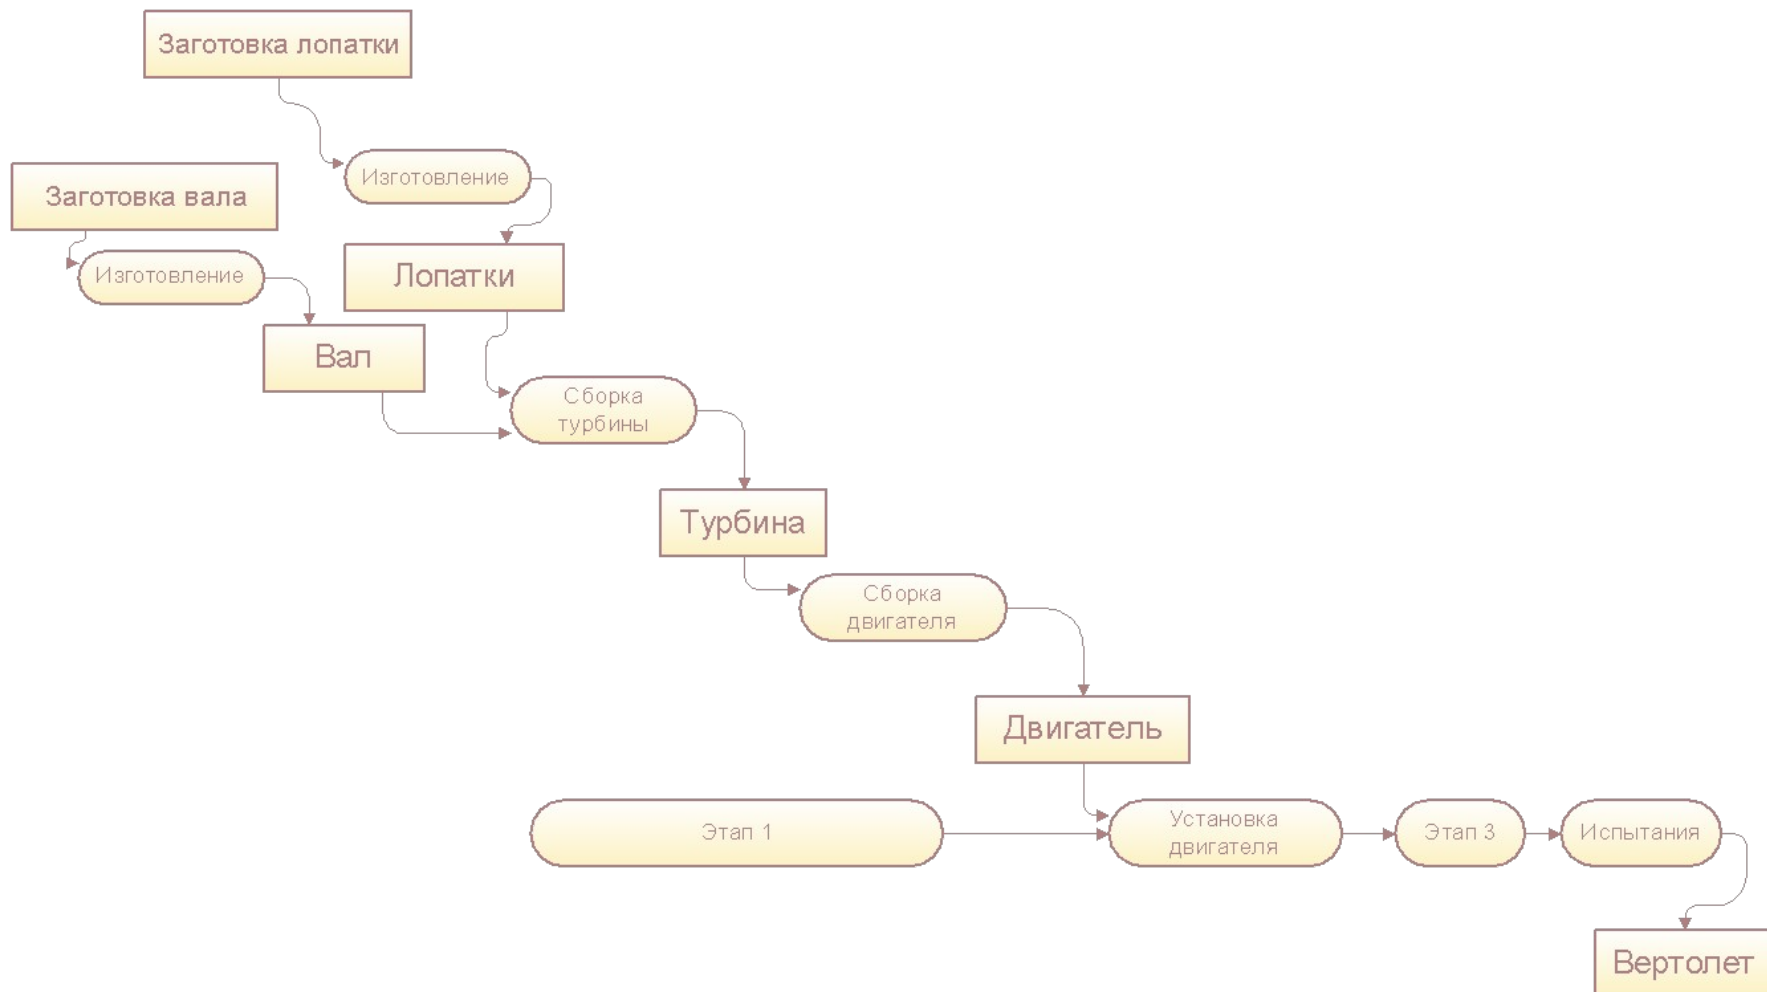 Заготовка лопатки
Изготовление
Заготовка вала
Изготовление
Лопатки
Вал
Сборка
турбины
Турбина
Сборка
двигателя
Двигатель
Этап 1
Установка
двигателя
Этап 3
Испытания
Вертолет